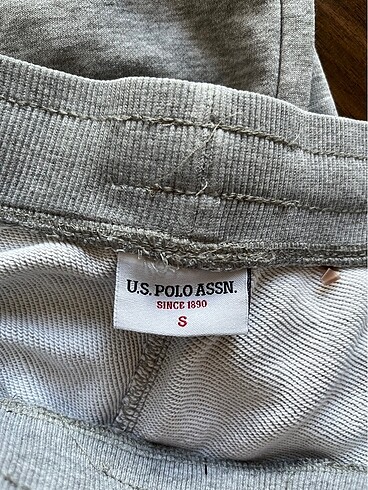 U.S. POLO ASSN.
SINCE 1890
S